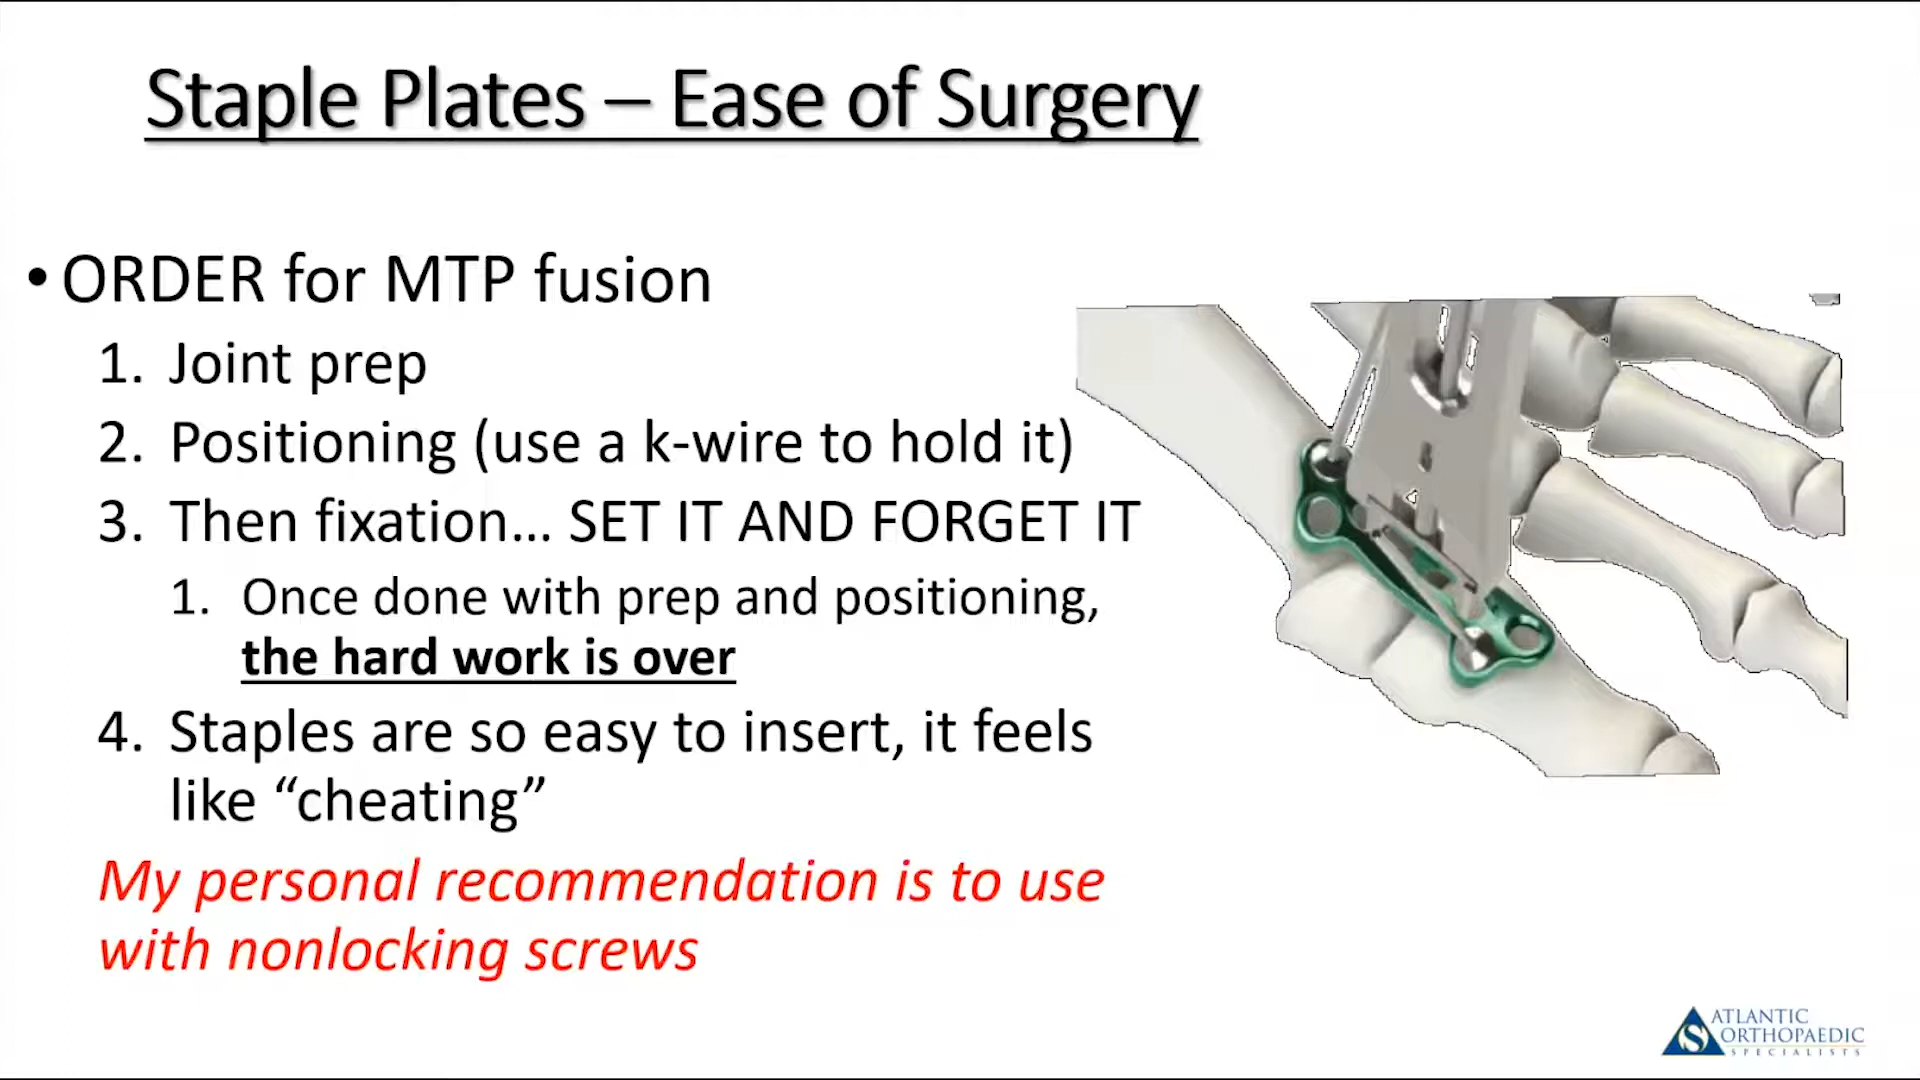 Staple Plates – Ease of Surgery
• ORDER for MTP fusion
1. Joint prep
2. Positioning (use a k-wire to hold it)
3. Then fixation... SET IT AND FORGET IT
1. Once done with prep and positioning,
the hard work is over
4. Staples are so easy to insert, it feels
like “cheating”
My personal recommendation is to use
with nonlocking screws
ATLANTIC
ORTHOPAEDIC
SPECIALISTS